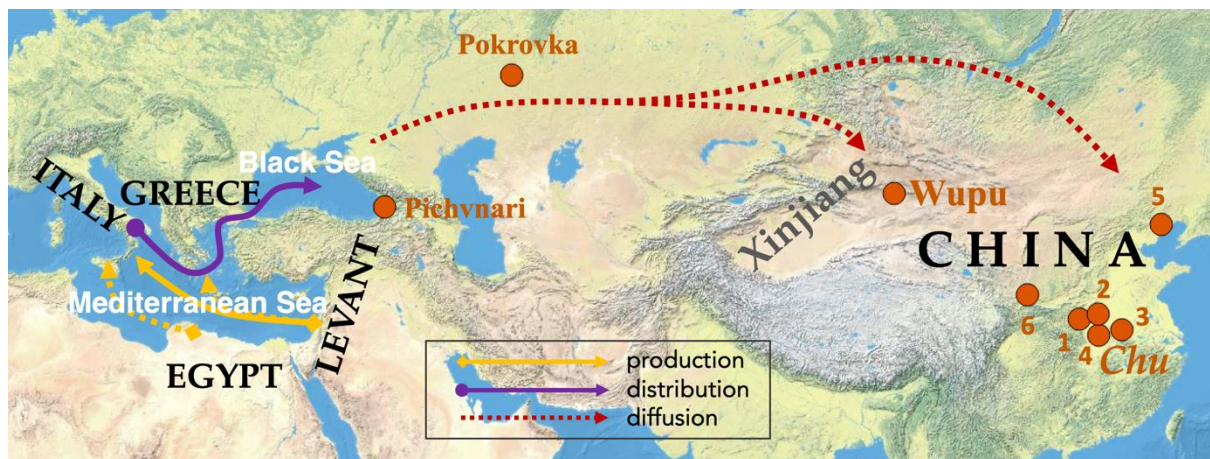 Pokrovka
Black Sea
ITALY
GREECE
Pichvnari
Xinjiang
Wupu
5
CHINA
Mediterranean Sea
LEVANT
2
6
1
3
4
Chu
EGYPT
production
distribution
diffusion